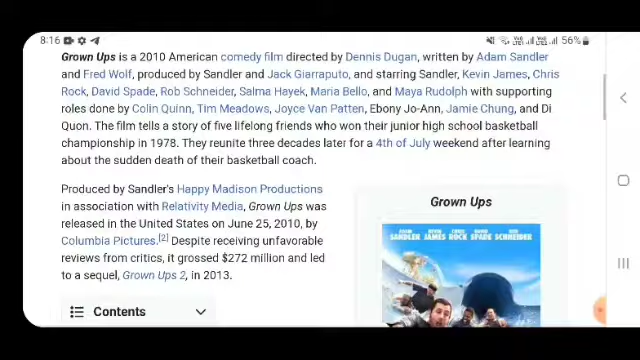 8:16
56%
Grown Ups is a 2010 American comedy film directed by Dennis Dugan, written by Adam Sandler
and Fred Wolf, produced by Sandler and Jack Giarraputo, and starring Sandler, Kevin James, Chris
Rock, David Spade, Rob Schneider, Salma Hayek, Maria Bello, and Maya Rudolph with supporting
roles done by Colin Quinn, Tim Meadows, Joyce Van Patten, Ebony Jo-Ann, Jamie Chung, and Di
Quon. The film tells a story of five lifelong friends who won their junior high school basketball
championship in 1978. They reunite three decades later for a 4th of July weekend after learning
about the sudden death of their basketball coach.
Produced by Sandler's Happy Madison Productions
in association with Relativity Media, Grown Ups was
released in the United States on June 25, 2010, by
Columbia Pictures.[2] Despite receiving unfavorable
reviews from critics, it grossed $272 million and led
to a sequel, Grown Ups 2, in 2013.
Contents
Grown Ups
ADAM SANDLER KEVIN JAMES CHRIS ROCK DAVID SPADE ROB SCHNEIDER